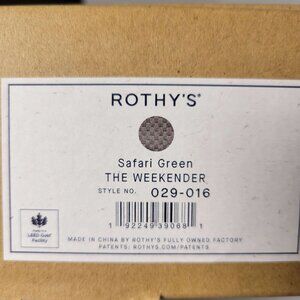 ROTHY'S®
Safari Green
THE WEEKENDER
STYLE NO. 029-016
1 92249 39068 1
LEED Gold
Facility
MADE IN CHINA BY ROTHY'S FULLY OWNED FACTORY
PATENTS: ROTHYS.COM/PATENTS